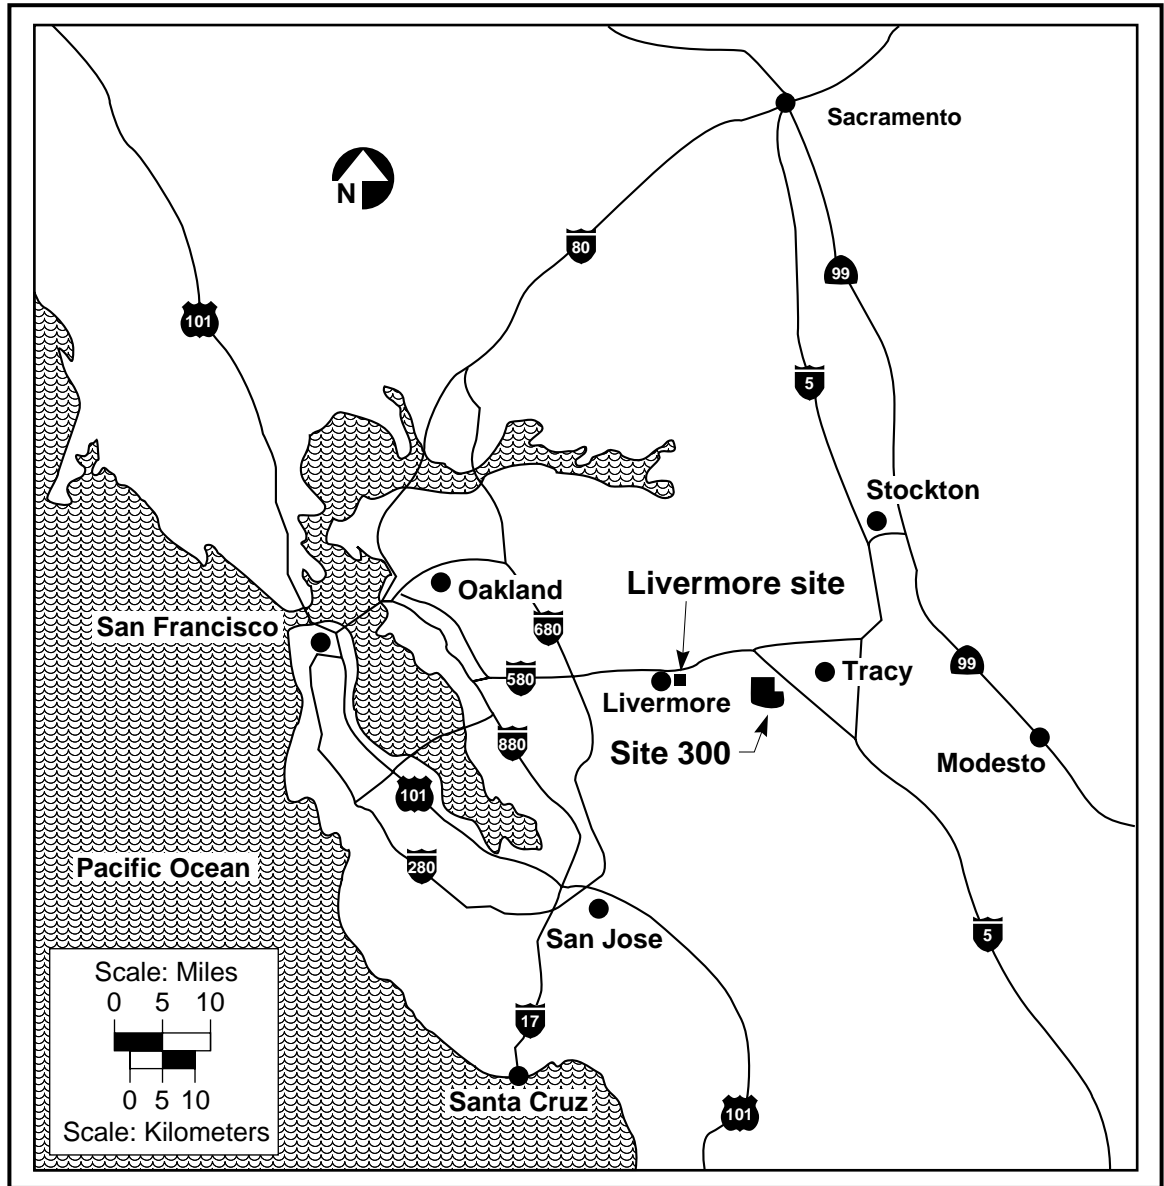 Sacramento
N
80
99
101
5
Stockton
Livermore site
Oakland
San Francisco
680
99
Tracy
580
Livermore
880
Site 300
Modesto
101
Pacific Ocean
280
San Jose
5
Scale: Miles
0 5 10
17
0 5 10
Santa Cruz
101
Scale: Kilometers